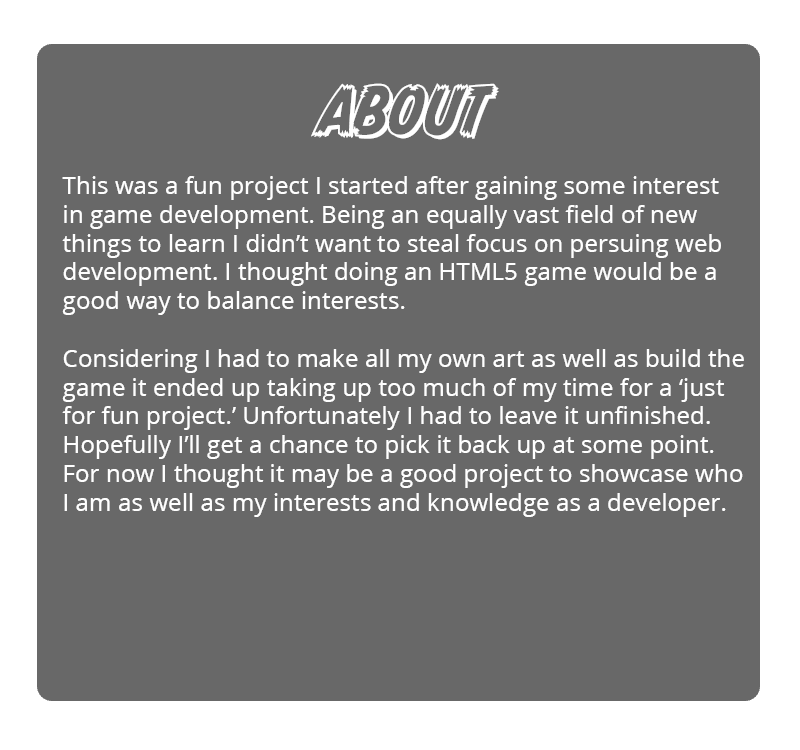 ABOUT
This was a fun project I started after gaining some interest
in game development. Being an equally vast field of new
things to learn I didn’t want to steal focus on persuing web
development. I thought doing an HTML5 game would be a
good way to balance interests.
Considering I had to make all my own art as well as build the
game it ended up taking up too much of my time for a ‘just
for fun project.’ Unfortunately I had to leave it unfinished.
Hopefully I’ll get a chance to pick it back up at some point.
For now I thought it may be a good project to showcase who
I am as well as my interests and knowledge as a developer.